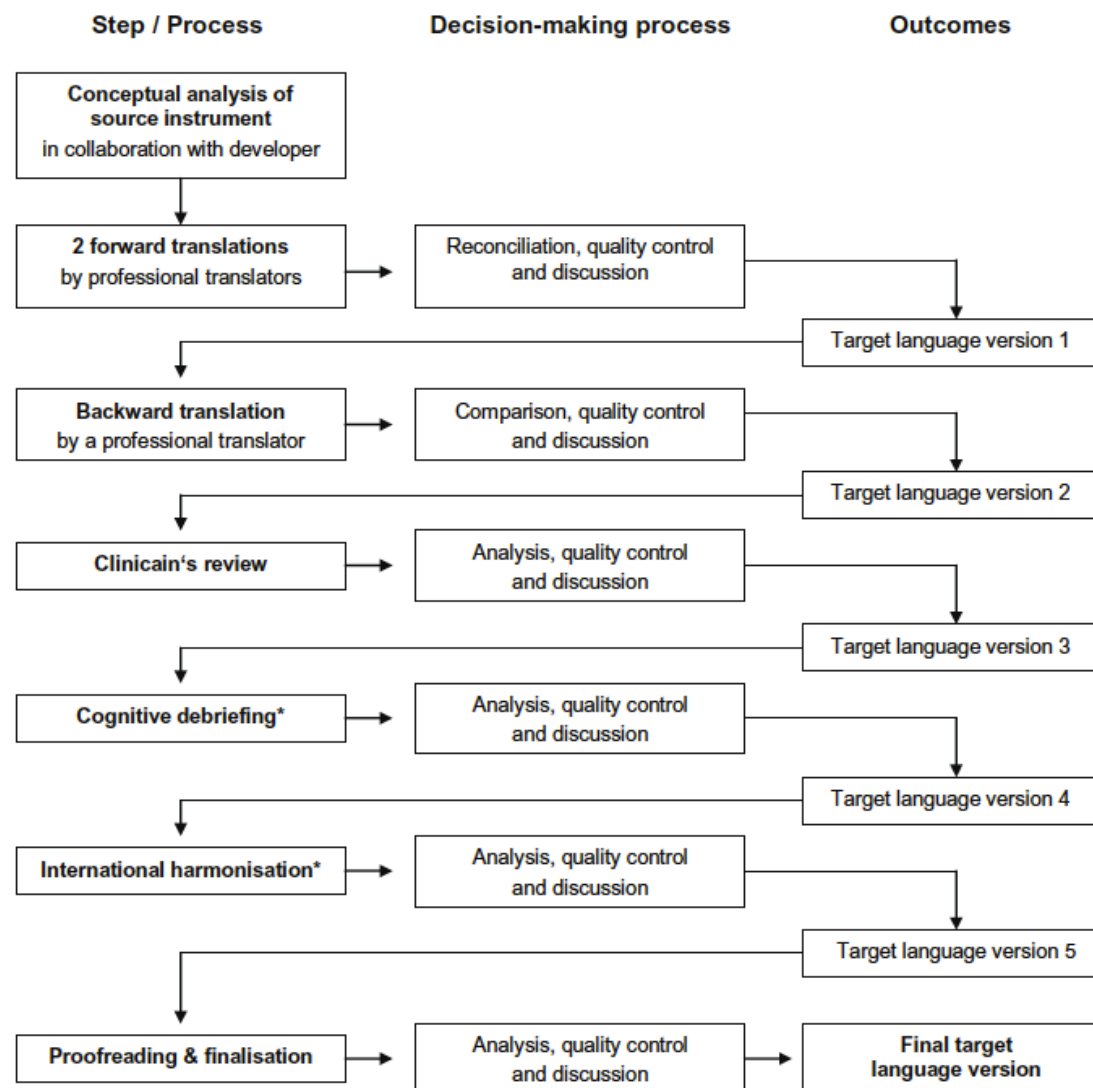 Step / Process
Decision-making process
Outcomes
Conceptual analysis of
source instrument
in collaboration with developer
2 forward translations
by professional translators
Reconciliation, quality control
and discussion
Target language version 1
Backward translation
by a professional translator
Comparison, quality control
and discussion
Target language version 2
Clinicain‘s review
Analysis, quality control
and discussion
Target language version 3
Cognitive debriefing*
Analysis, quality control
and discussion
Target language version 4
International harmonisation*
Analysis, quality control
and discussion
Target language version 5
Proofreading & finalisation
Analysis, quality control
and discussion
Final target
language version